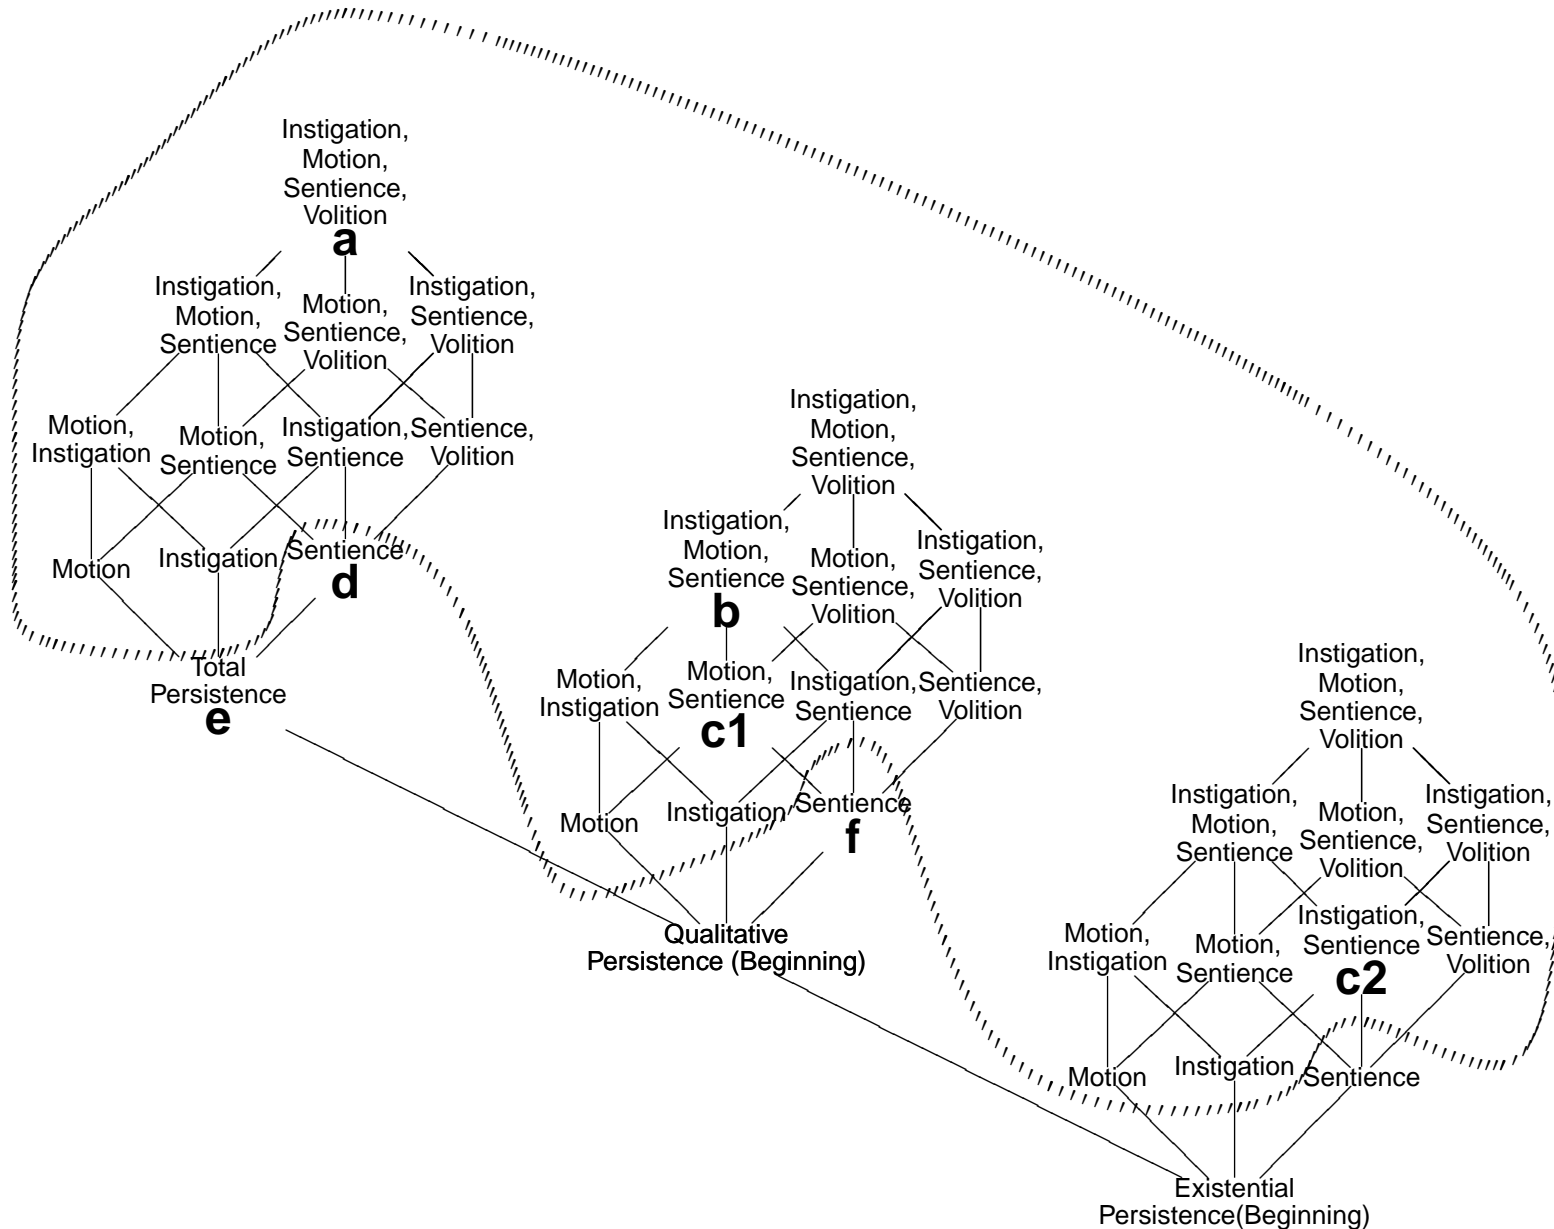 Instigation,
Motion,
Sentience,
Volition
a
Instigation,
Motion,
Sentience
Motion,
Sentience,
Volition
Instigation,
Sentience,
Volition
Motion,
Instigation
Motion,
Sentience
Instigation,
Sentience
Sentience,
Volition
Motion
Instigation
Sentience
d
Total
Persistence
e
Instigation,
Motion,
Sentience,
Volition
Instigation,
Motion,
Sentience
b
Motion,
Sentience,
Volition
Instigation,
Sentience,
Volition
Motion,
Instigation
Motion,
Sentience
c1
Instigation,
Sentience
Sentience,
Volition
Motion
Instigation
Sentience
f
Qualitative
Persistence (Beginning)
Instigation,
Motion,
Sentience,
Volition
Instigation,
Motion,
Sentience
Motion,
Sentience,
Volition
Instigation,
Sentience,
Volition
Motion,
Instigation
Motion,
Sentience
Instigation,
Sentience
c2
Sentience,
Volition
Motion
Instigation
Sentience
Existential
Persistence(Beginning)